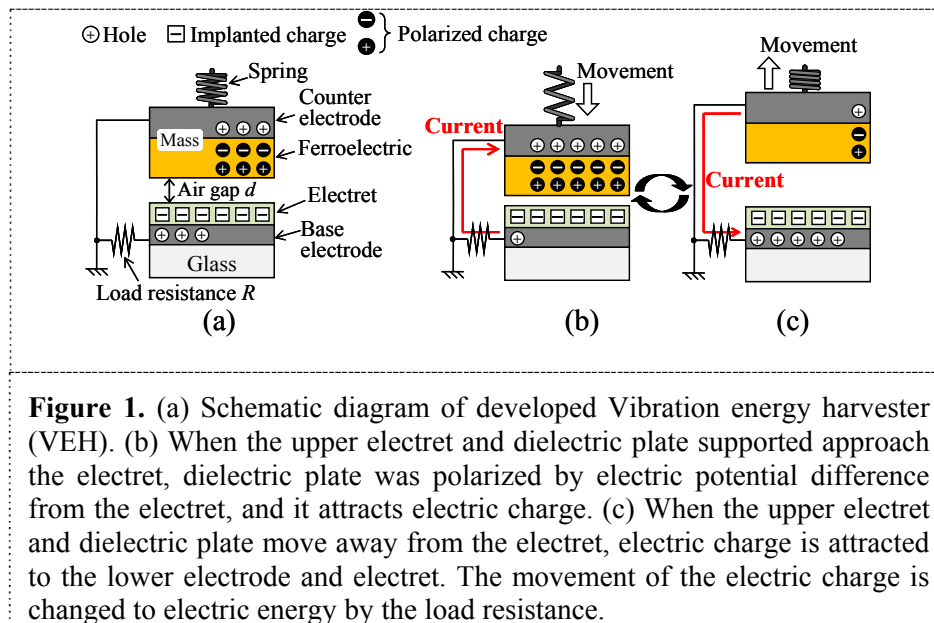 ⊕ Hole ⊟ Implanted charge Polarized charge
Spring
Counter
electrode
Mass
Ferroelectric
Air gap d
Electret
Base
electrode
Glass
Load resistance R
(a)
Movement
Current
(b)
Movement
Current
(c)
Figure 1. (a) Schematic diagram of developed Vibration energy harvester
(VEH). (b) When the upper electret and dielectric plate supported approach
the electret, dielectric plate was polarized by electric potential difference
from the electret, and it attracts electric charge. (c) When the upper electret
and dielectric plate move away from the electret, electric charge is attracted
to the lower electrode and electret. The movement of the electric charge is
changed to electric energy by the load resistance.